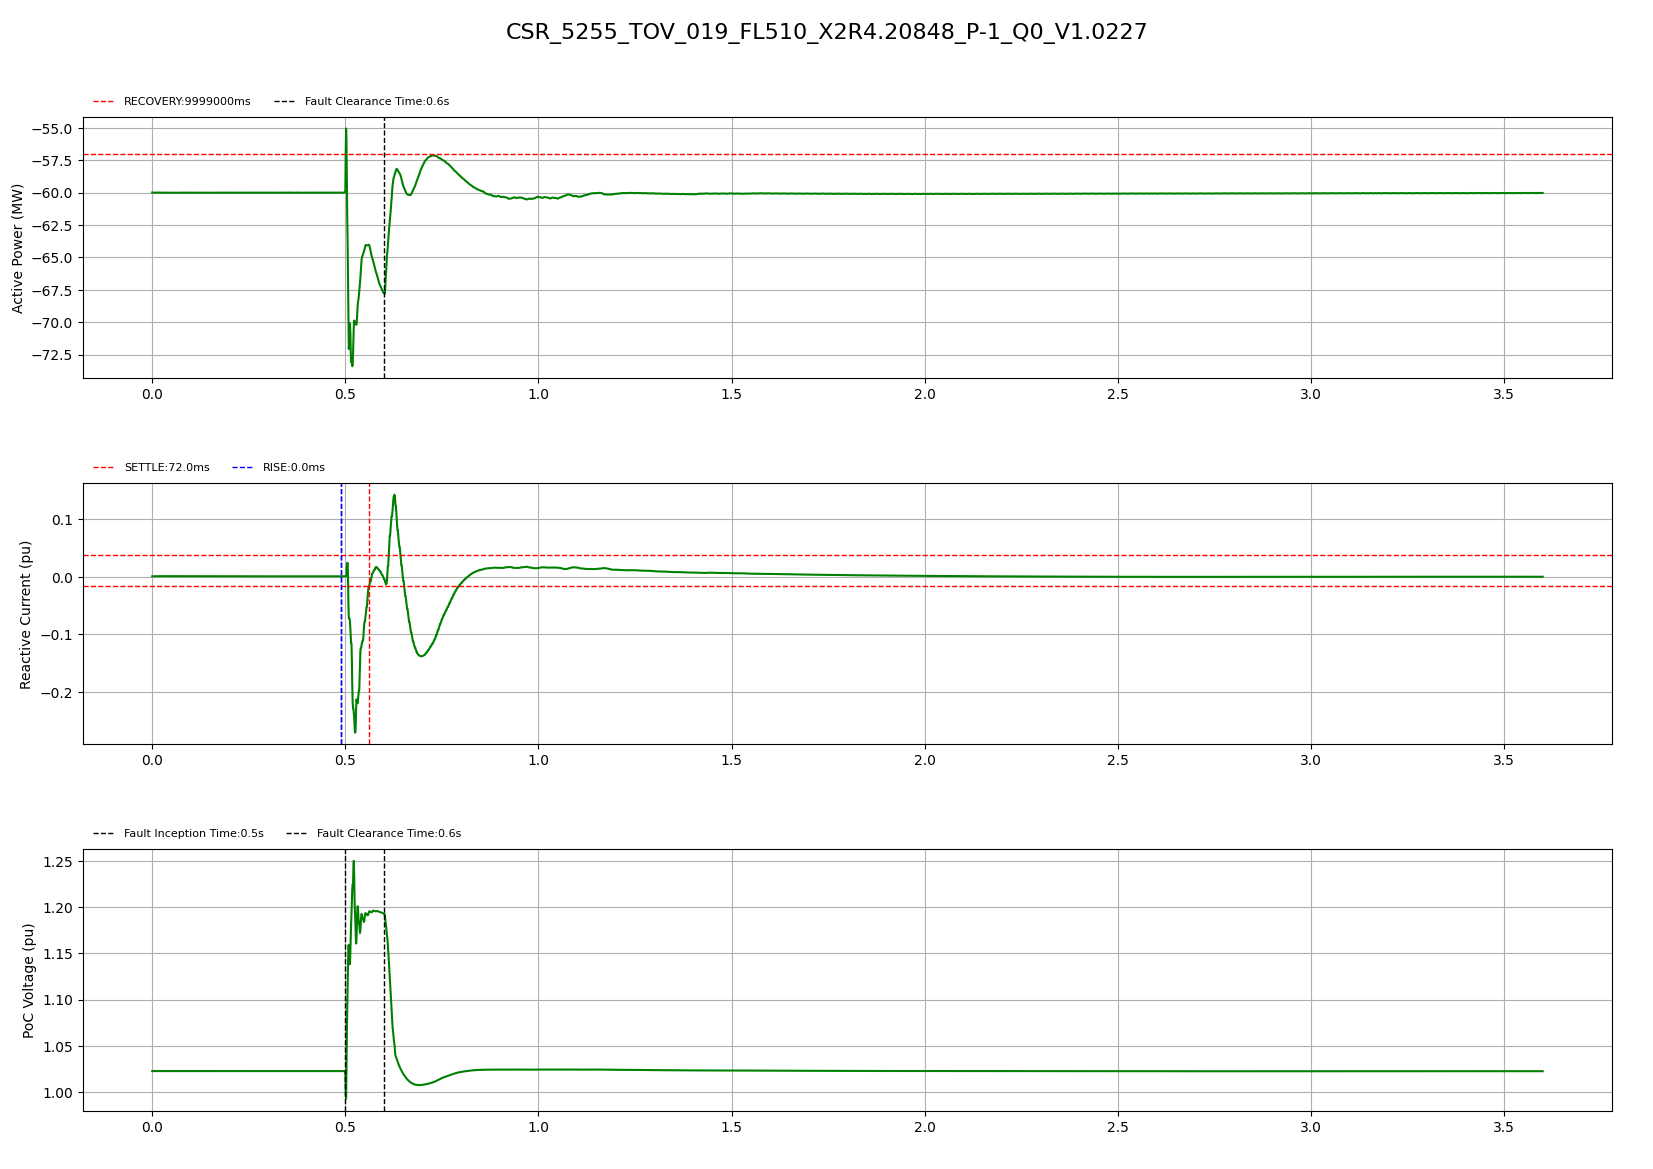 CSR_5255_TOV_019_FL510_X2R4.20848_P-1_Q0_V1.0227
RECOVERY:9999000ms Fault Clearance Time:0.6s
Active Power (MW)
−55.0
−57.5
−60.0
−62.5
−65.0
−67.5
−70.0
−72.5
0.0 0.5 1.0 1.5 2.0 2.5 3.0 3.5
SETTLE:72.0ms RISE:0.0ms
Reactive Current (pu)
0.1
0.0
−0.1
−0.2
0.0 0.5 1.0 1.5 2.0 2.5 3.0 3.5
Fault Inception Time:0.5s Fault Clearance Time:0.6s
PoC Voltage (pu)
1.25
1.20
1.15
1.10
1.05
1.00
0.0 0.5 1.0 1.5 2.0 2.5 3.0 3.5